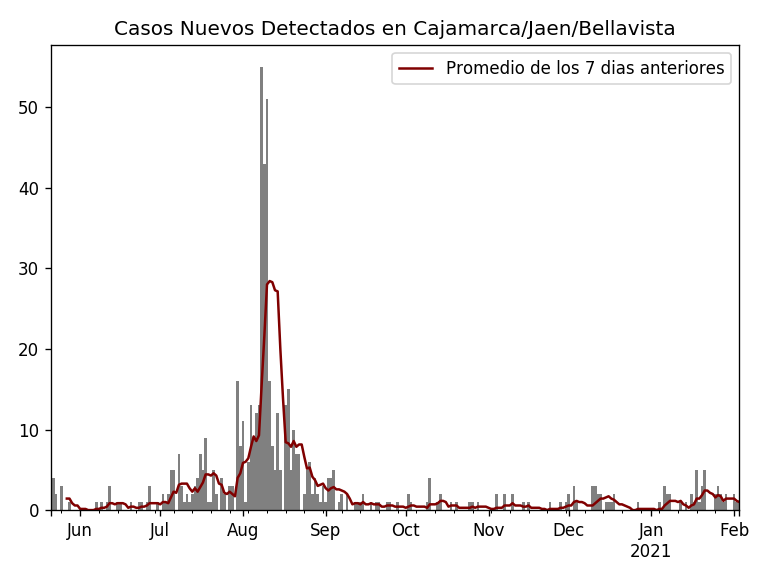 Casos Nuevos Detectados en Cajamarca/Jaen/Bellavista
Promedio de los 7 dias anteriores
50
40
30
20
10
0
Jun Jul Aug Sep Oct Nov Dec Jan Feb
2021